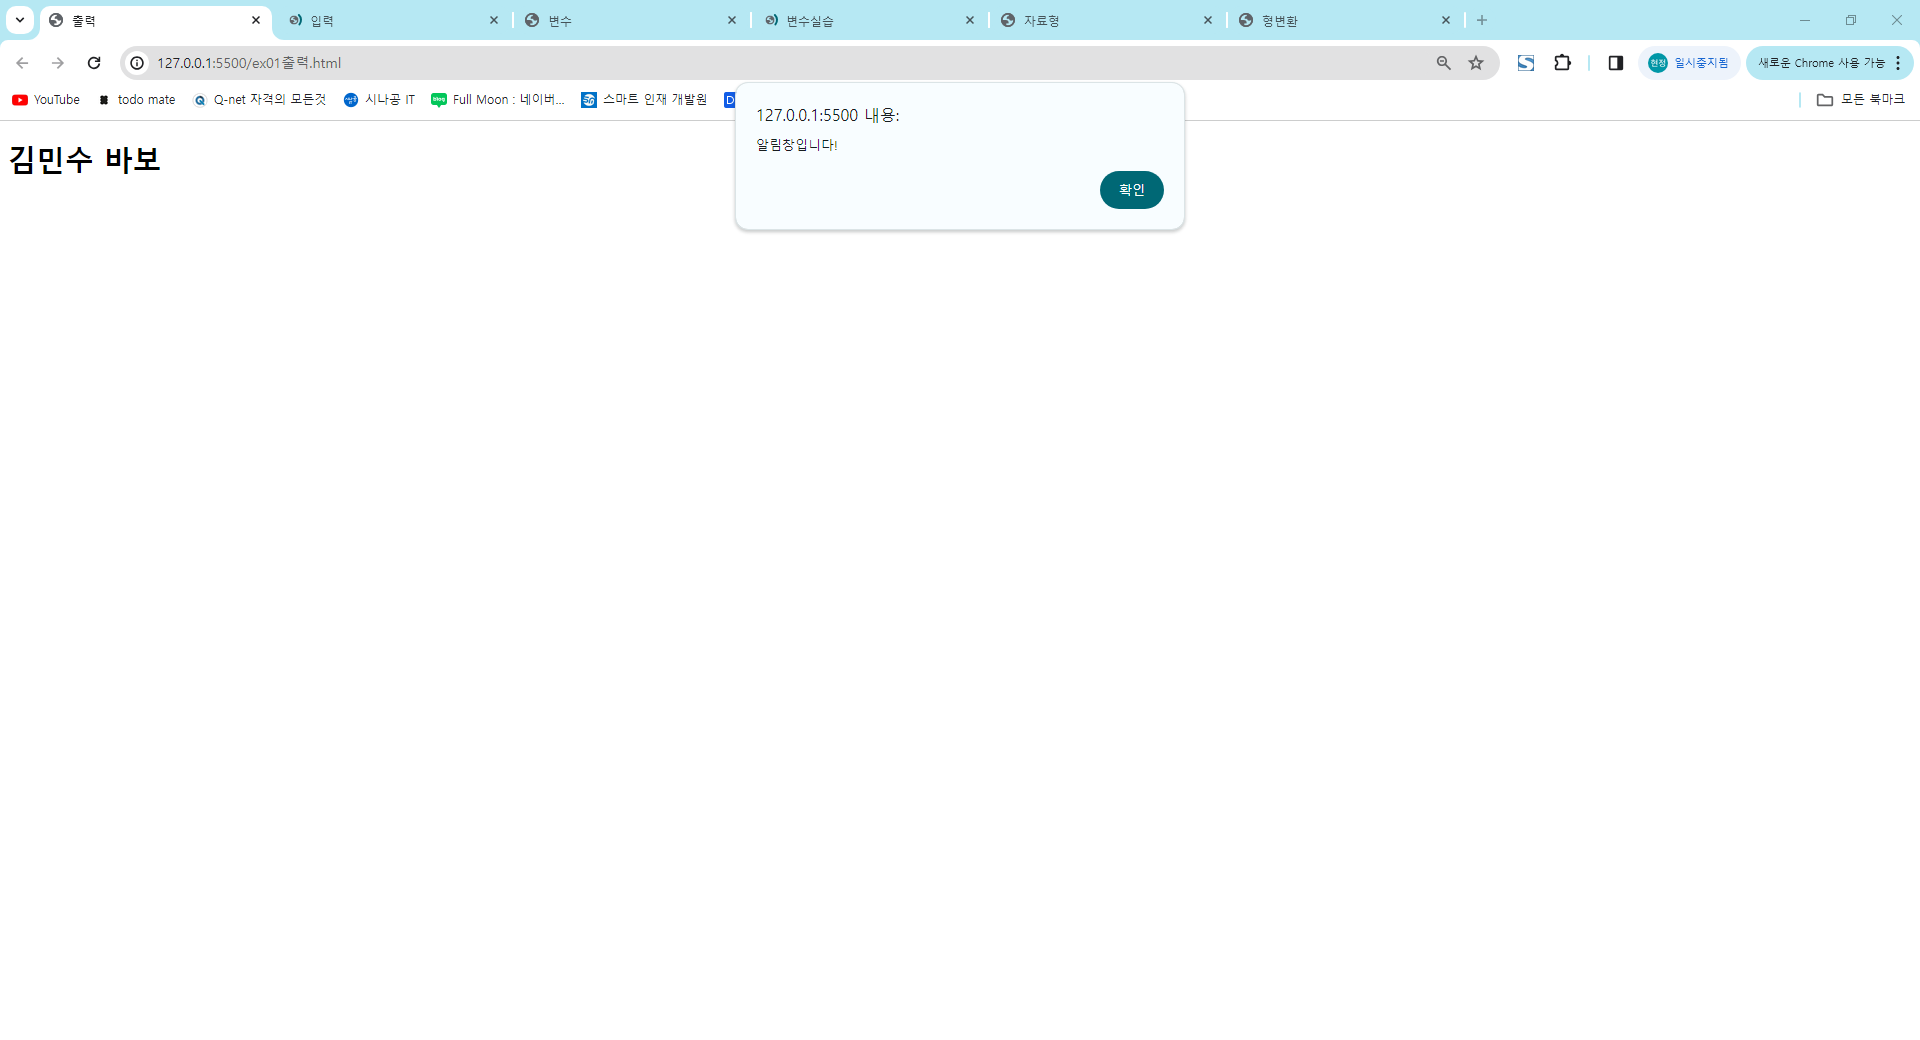 출력
입력
변수
변수실습
자료형
형변환
127.0.0.1:5500/ex01출력.html
현정
일시중지됨
새로운 Chrome 사용 가능
YouTube
todo mate
Q-net 자격의 모든것
시나공 IT
Full Moon : 네이버...
스마트 인재 개발원
D
모든 북마크
127.0.0.1:5500 내용:
알림창입니다!
확인
김민수 바보